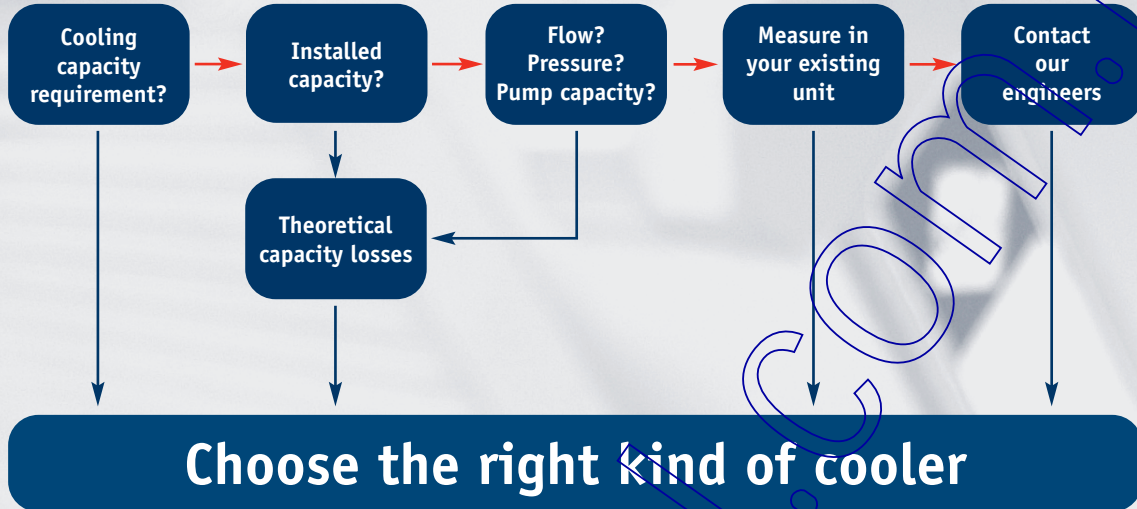 Cooling
capacity
requirement?
Installed
capacity?
Flow?
Pressure?
Pump capacity?
Measure in
your existing
unit
Contact
our
engineers
Theoretical
capacity losses
Choose the right kind of cooler